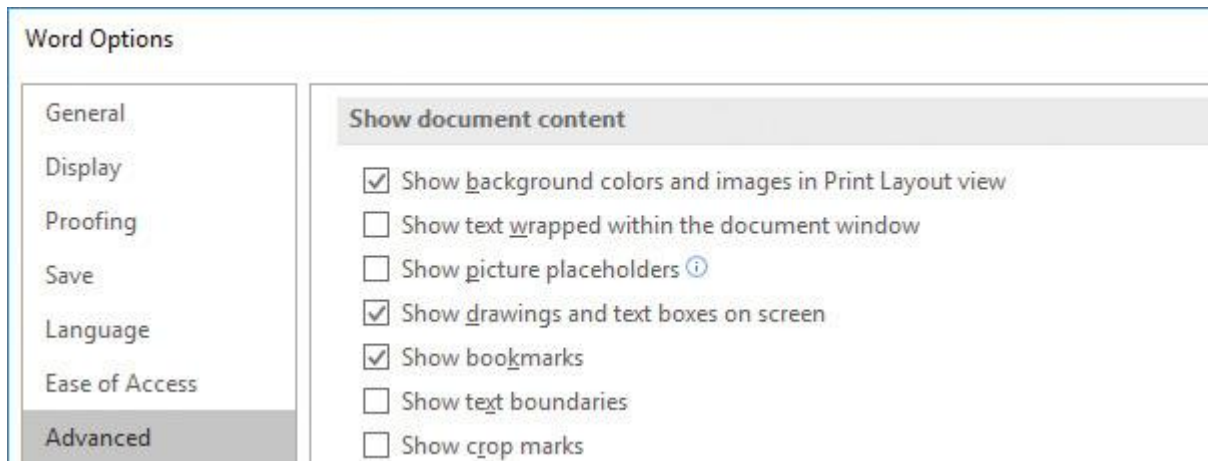 Word Options
General
Display
Proofing
Save
Language
Ease of Access
Advanced
Show document content
Show background colors and images in Print Layout view
Show text wrapped within the document window
Show picture placeholders
Show drawings and text boxes on screen
Show bookmarks
Show text boundaries
Show crop marks